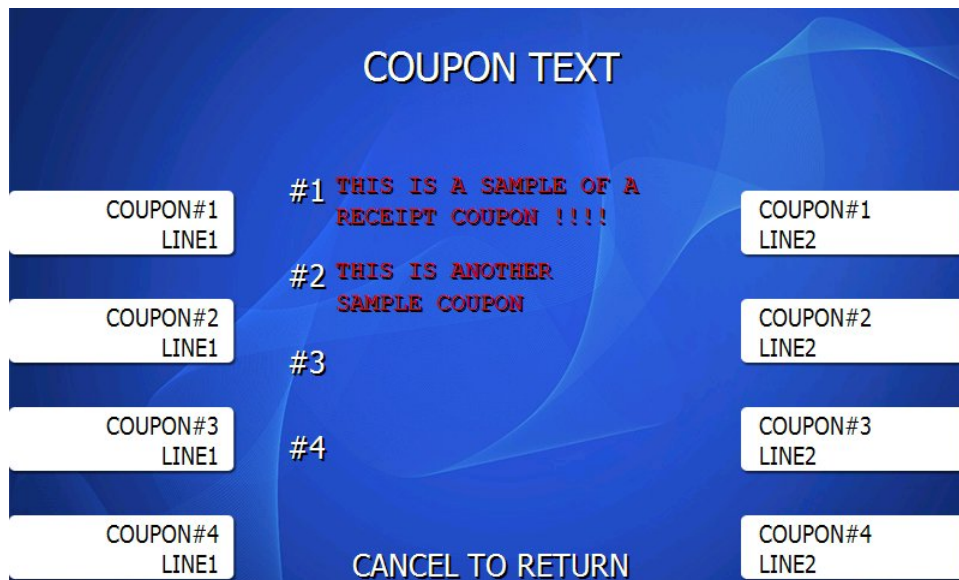 COUPON TEXT
#1 THIS IS A SAMPLE OF A
RECEIPT COUPON !!!!
COUPON#1
LINE1
COUPON#1
LINE2
#2 THIS IS ANOTHER
SAMPLE COUPON
COUPON#2
LINE1
COUPON#2
LINE2
#3
COUPON#3
LINE1
COUPON#3
LINE2
#4
COUPON#4
LINE1
COUPON#4
LINE2
CANCEL TO RETURN